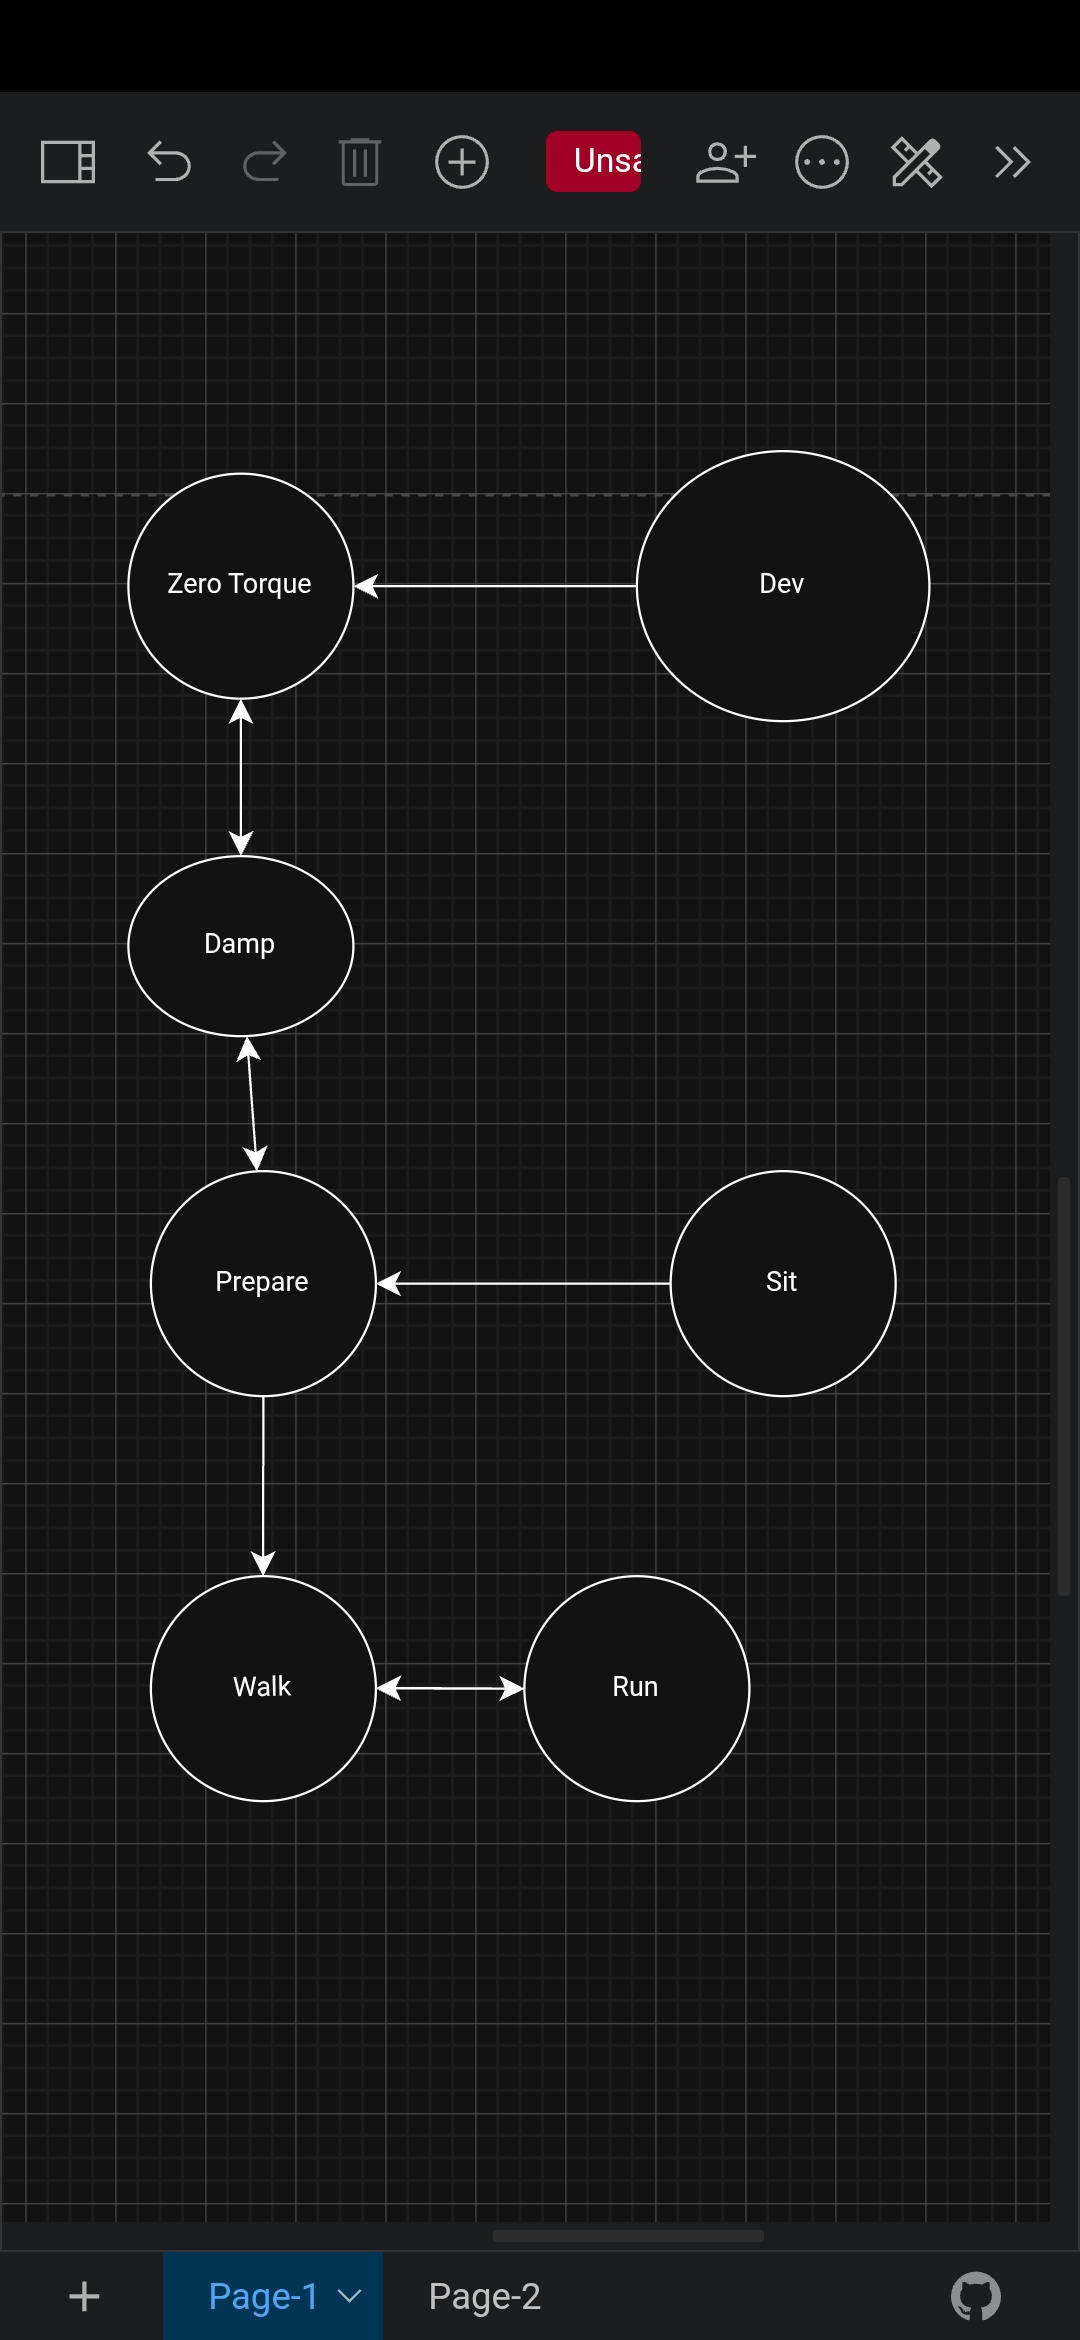 Unsa
Zero Torque
Dev
Damp
Prepare
Sit
Walk
Run
Page-1
Page-2